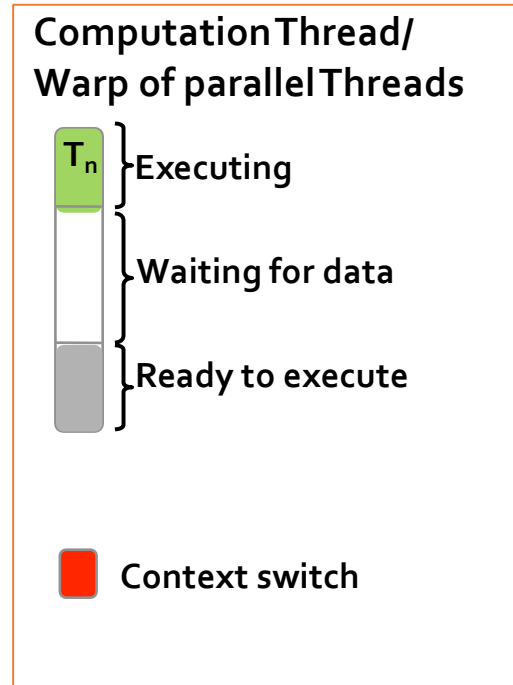 Computation Thread/
Warp of parallel Threads
Tn
Executing
Waiting for data
Ready to execute
Context switch